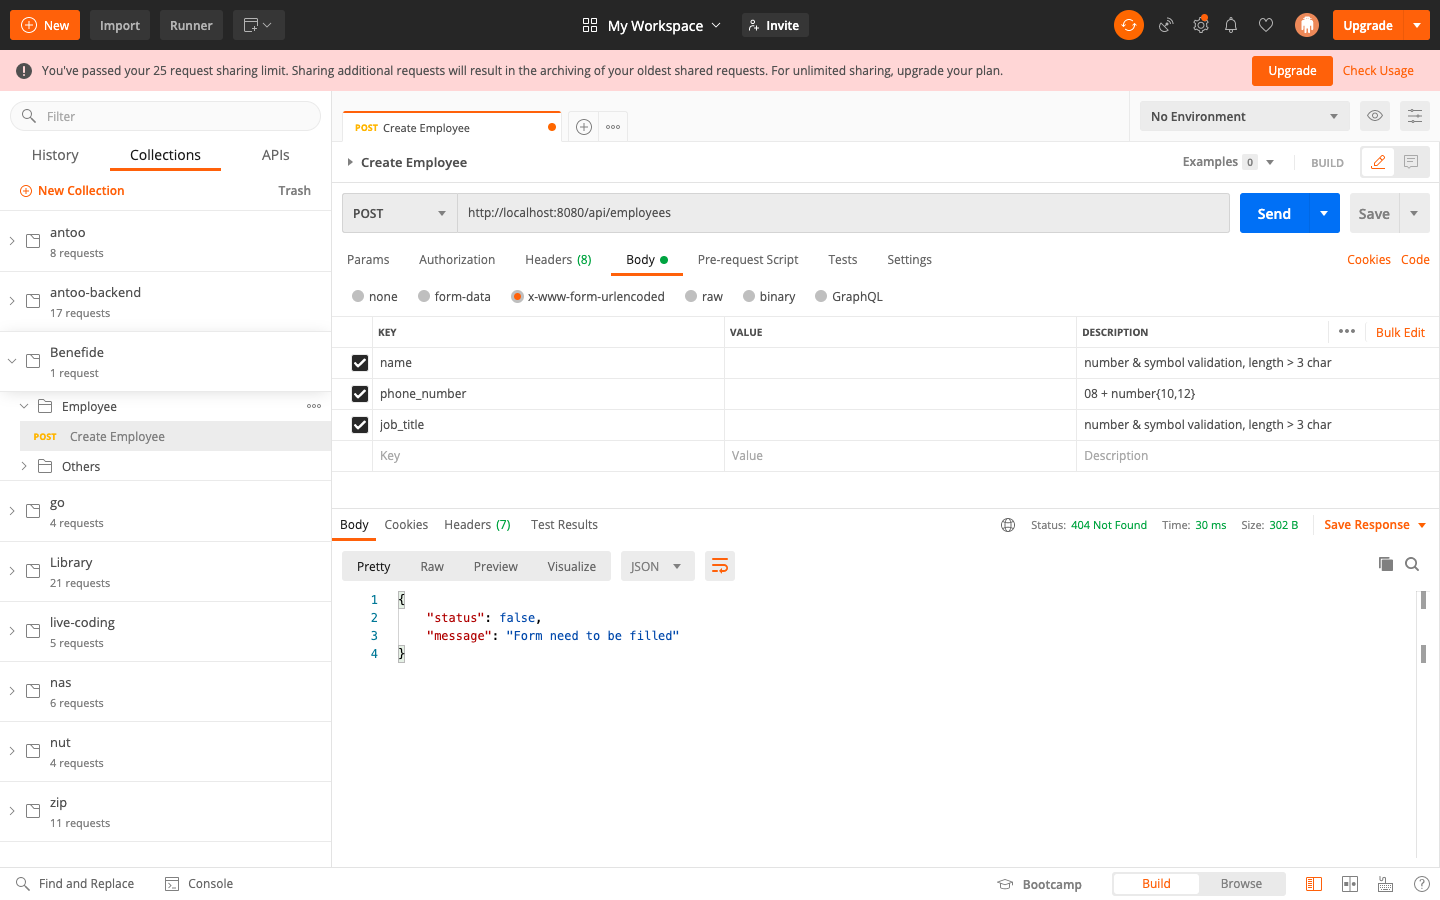 New Import Runner My Workspace Invite Upgrade
You've passed your 25 request sharing limit. Sharing additional requests will result in the archiving of your oldest shared requests. For unlimited sharing, upgrade your plan. Upgrade Check Usage
Filter
History Collections APIs
New Collection Trash
antoo
8 requests
antoo-backend
17 requests
Benefide
1 request
Employee
POST Create Employee
Others
go
4 requests
Library
21 requests
live-coding
5 requests
nas
6 requests
nut
4 requests
zip
11 requests
POST Create Employee
No Environment
Create Employee
Examples 0 BUILD
POST http://localhost:8080/api/employees Send Save
Params Authorization Headers (8) Body Pre-request Script Tests Settings Cookies Code
none form-data x-www-form-urlencoded raw binary GraphQL
KEY VALUE DESCRIPTION Bulk Edit
name number & symbol validation, length > 3 char
phone_number 08 + number{10,12}
job_title number & symbol validation, length > 3 char
Key Value Description
Body Cookies Headers (7) Test Results Status: 404 Not Found Time: 30 ms Size: 302 B Save Response
Pretty Raw Preview Visualize JSON
1 {
2 "status": false,
3 "message": "Form need to be filled"
4 }
Find and Replace Console Bootcamp Build Browse